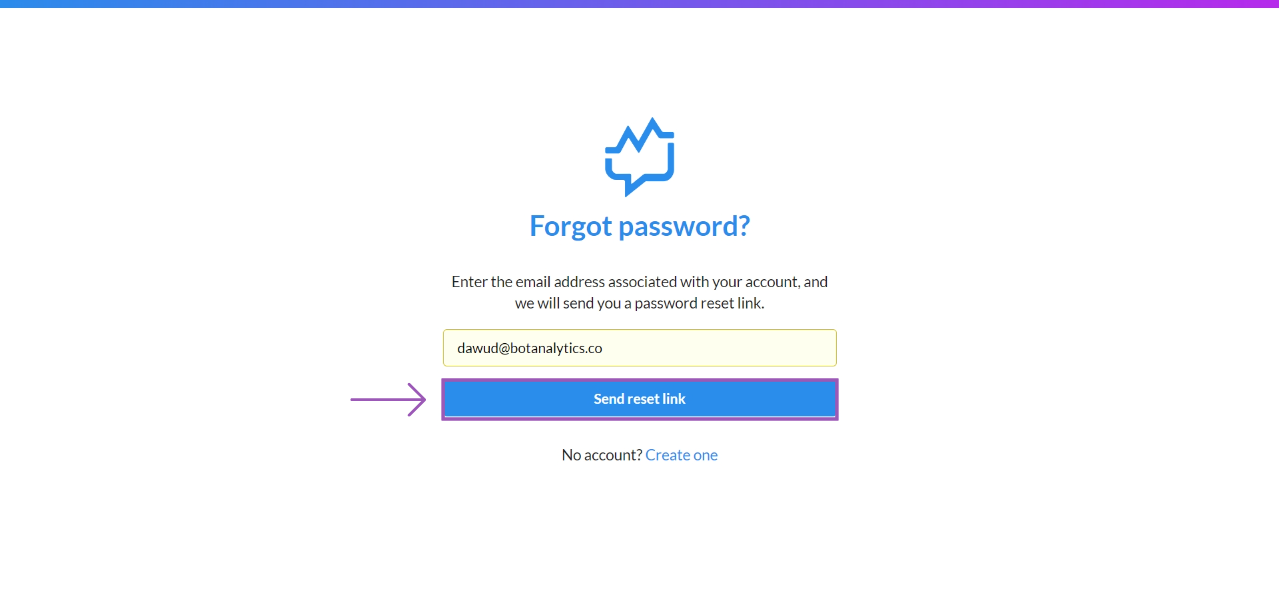 Forgot password?
Enter the email address associated with your account, and
we will send you a password reset link.
dawud@botanalytics.co
Send reset link
No account? Create one